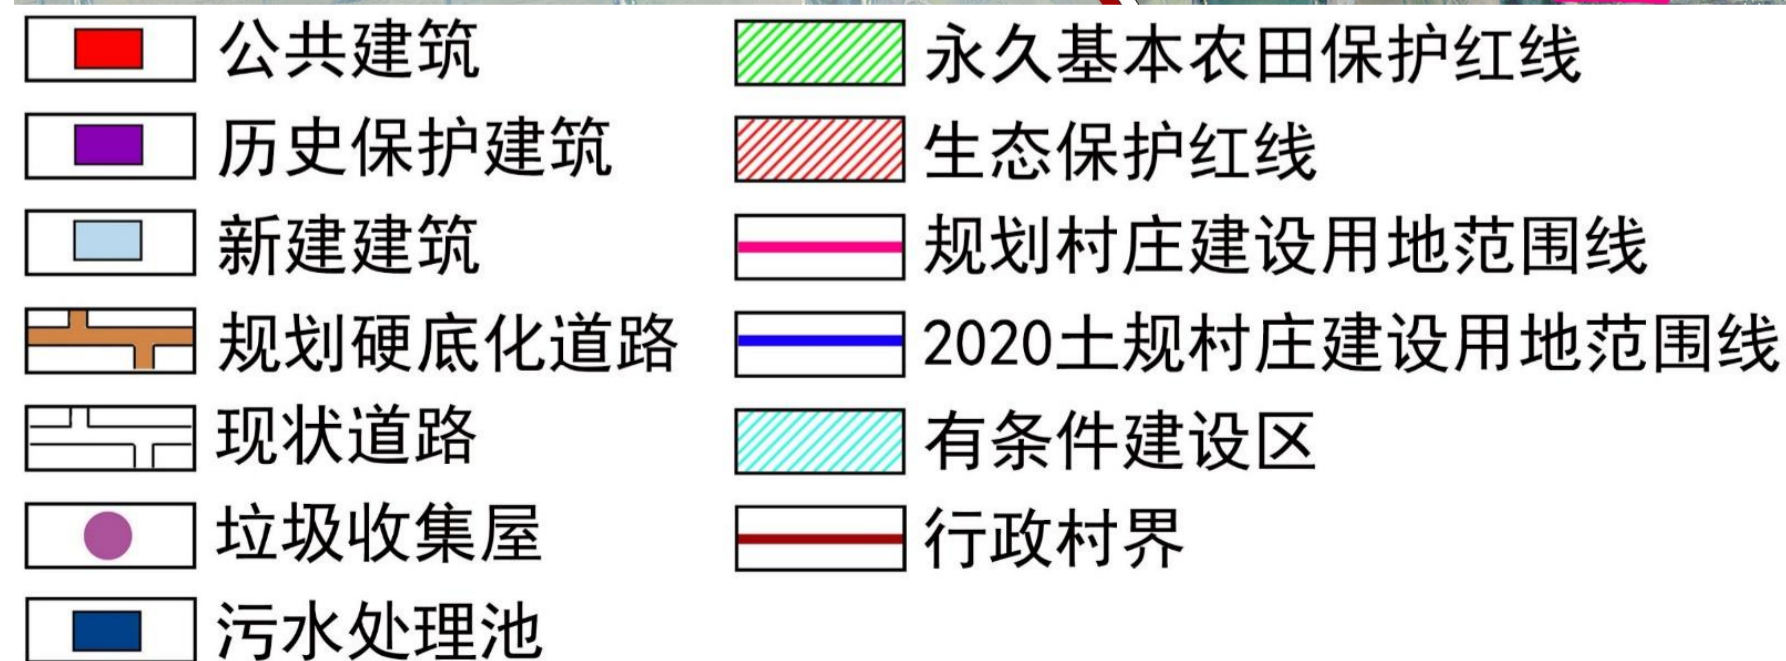 公共建筑
历史保护建筑
新建建筑
规划硬底化道路
现状道路
垃圾收集屋
污水处理池
永久基本农田保护红线
生态保护红线
规划村庄建设用地范围线
2020土规村庄建设用地范围线
有条件建设区
行政村界